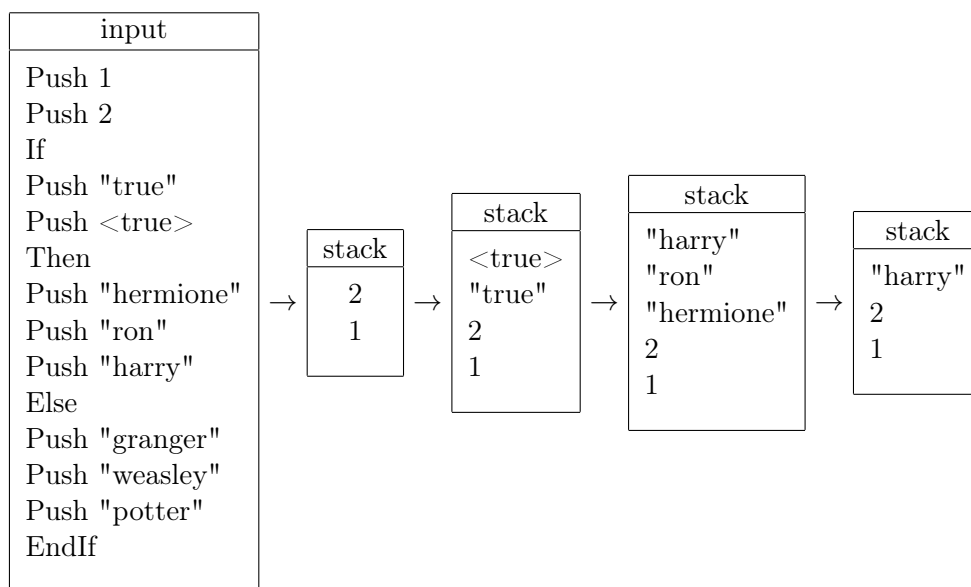 input
Push 1
Push 2
If
Push "true"
Push <true>
Then
Push "hermione"
Push "ron"
Push "harry"
Else
Push "granger"
Push "weasley"
Push "potter"
EndIf
→
stack
2
1
→
stack
<true>
"true"
2
1
→
stack
"harry"
"ron"
"hermione"
2
1
→
stack
"harry"
2
1